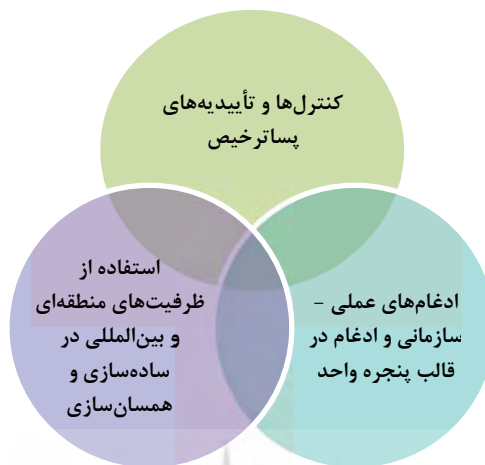 کنترل‌ها و تأییدیه‌های
پساترخیص
ادغام‌های عملی -
سازمانی و ادغام در
قالب پنجره واحد
استفاده از
ظرفیت‌های منطقه‌ای
و بین‌المللی در
ساده‌سازی و
همسان‌سازی